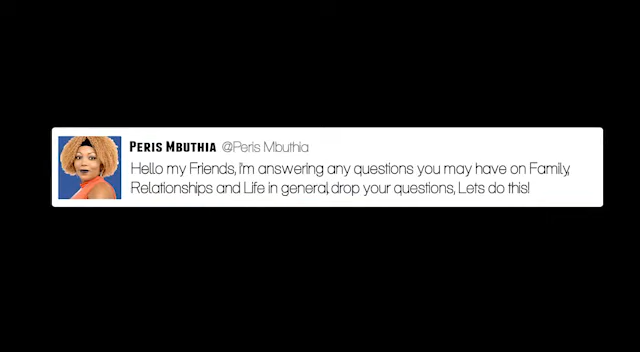 PERIS MBUTHIA @Peris Mbuthia
Hello my Friends, i'm answering any questions you may have on Family,
Relationships and Life in general, drop your questions, Lets do this!